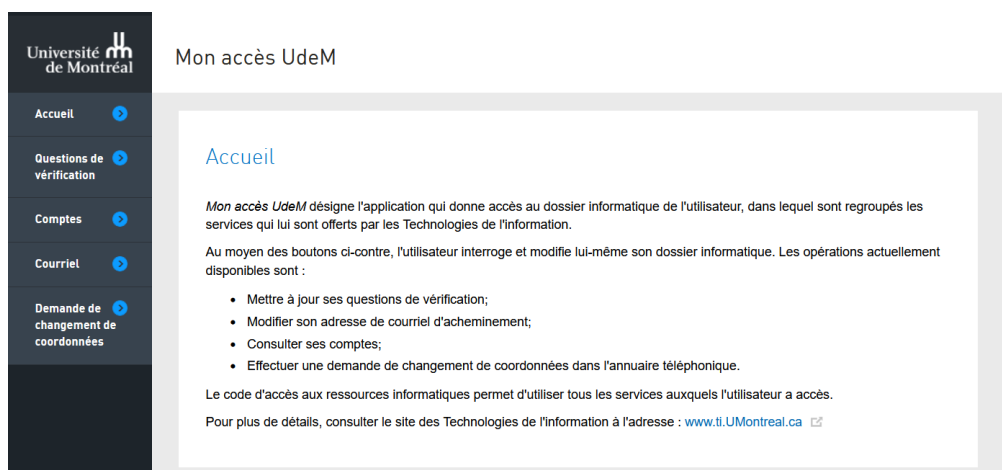 Université
de Montréal
Mon accès UdeM
Accueil
Questions de
vérification
Comptes
Courriel
Demande de
changement de
coordonnées
Accueil
Mon accès UdeM désigne l'application qui donne accès au dossier informatique de l'utilisateur, dans lequel sont regroupés les
services qui lui sont offerts par les Technologies de l'information.
Au moyen des boutons ci-contre, l'utilisateur interroge et modifie lui-même son dossier informatique. Les opérations actuellement
disponibles sont :
• Mettre à jour ses questions de vérification;
• Modifier son adresse de courriel d'acheminement;
• Consulter ses comptes;
• Effectuer une demande de changement de coordonnées dans l'annuaire téléphonique.
Le code d'accès aux ressources informatiques permet d'utiliser tous les services auxquels l'utilisateur a accès.
Pour plus de détails, consulter le site des Technologies de l'information à l'adresse : www.ti.UMontreal.ca